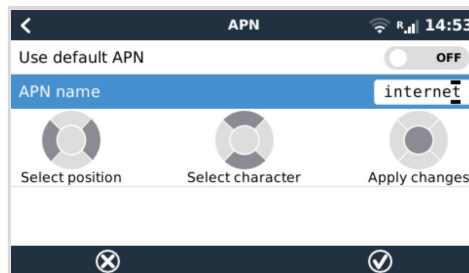 APN R 14:53
Use default APN OFF
APN name internet
Select position Select character Apply changes